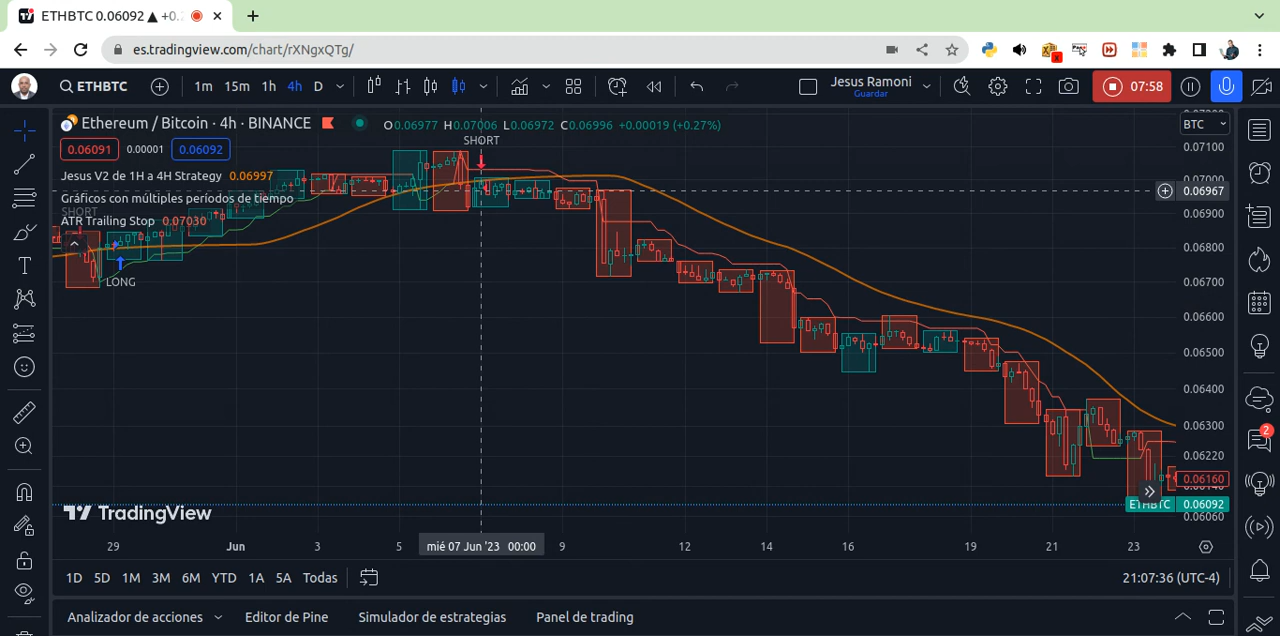 ETHBTC 0.06092 ▲ +0.
es.tradingview.com/chart/rXNgxQTg/
ETHBTC 1m 15m 1h 4h D Jesus Ramoni Guardar 07:58
Ethereum / Bitcoin · 4h · BINANCE O0.06977 H0.07006 L0.06972 C0.06996 +0.00019 (+0.27%) BTC
0.06091 0.00001 0.06092
SHORT
Jesus V2 de 1H a 4H Strategy 0.06997
Gráficos con múltiples períodos de tiempo
SHORT
ATR Trailing Stop 0.07030
LONG
0.07100
0.07000
0.06967
0.06900
0.06800
0.06700
0.06600
0.06500
0.06400
0.06300
0.06220
0.06160
ETHBTC 0.06092
0.06060
TradingView
29 Jun 3 5 mié 07 Jun '23 00:00 9 12 14 16 19 21 23
1D 5D 1M 3M 6M YTD 1A 5A Todas 21:07:36 (UTC-4)
Analizador de acciones Editor de Pine Simulador de estrategias Panel de trading
2